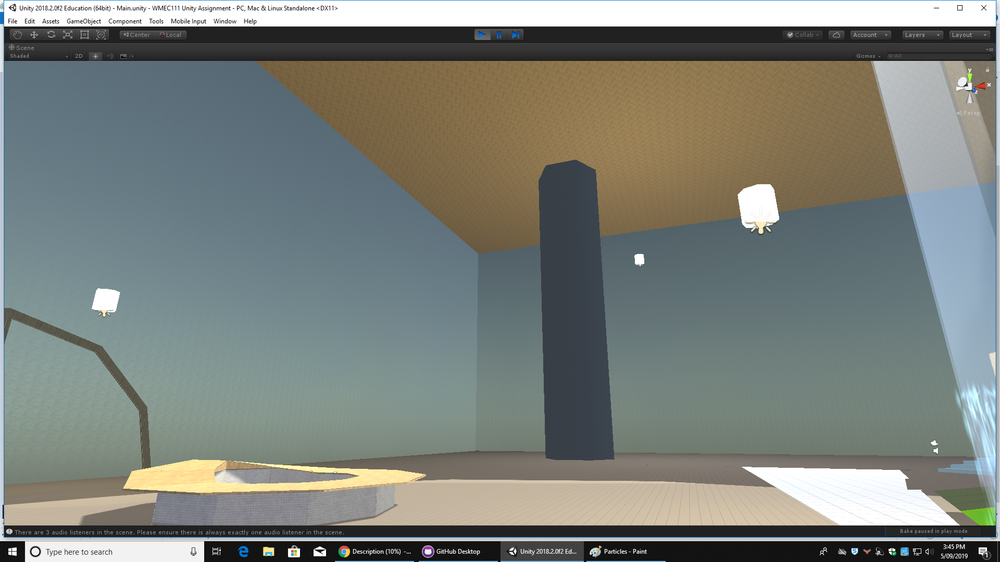 Unity 2018.2.0f2 Education (64bit) - Main.unity - WMEC111 Unity Assignment - PC, Mac & Linux Standalone <DX11>
File Edit Assets GameObject Component Tools Mobile Input Window Help
Center Local Collab Account Layers Layout
Scene
Shaded 2D Gizmos All
y
x
z
Persp
There are 3 audio listeners in the scene. Please ensure there is always exactly one audio listener in the scene.
Bake paused in play mode
Type here to search
Description (10%) -...
GitHub Desktop
Unity 2018.2.0f2 Ed...
Particles - Paint
3:45 PM
5/09/2019
1